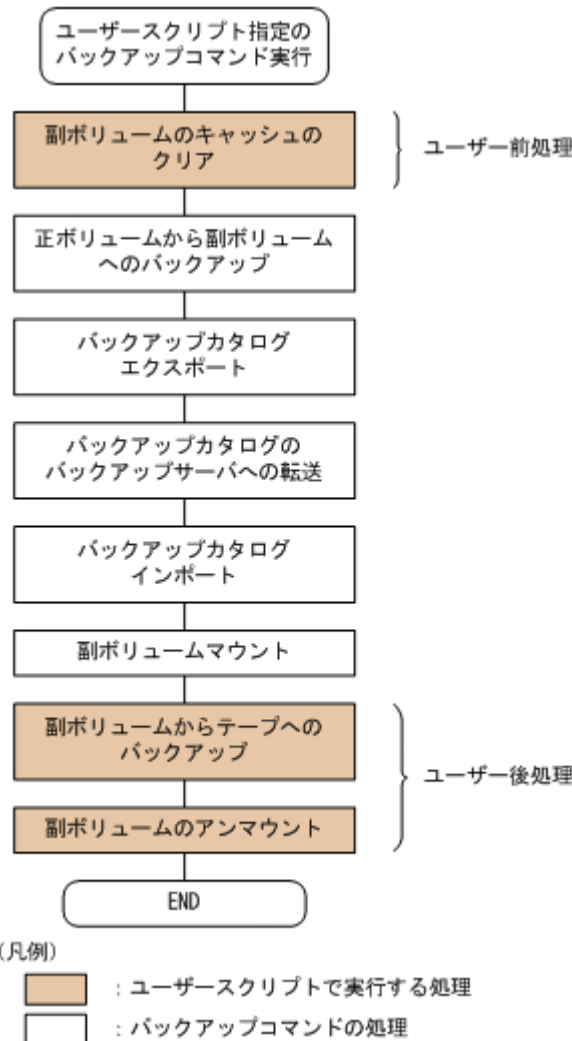 ユーザースクリプト指定の
バックアップコマンド実行
副ボリュームのキャッシュの
クリア
ユーザー前処理
正ボリュームから副ボリューム
へのバックアップ
バックアップカタログ
エクスポート
バックアップカタログの
バックアップサーバへの転送
バックアップカタログ
インポート
副ボリュームマウント
副ボリュームからテープへの
バックアップ
ユーザー後処理
副ボリュームのアンマウント
END
(凡例)
：ユーザースクリプトで実行する処理
：バックアップコマンドの処理